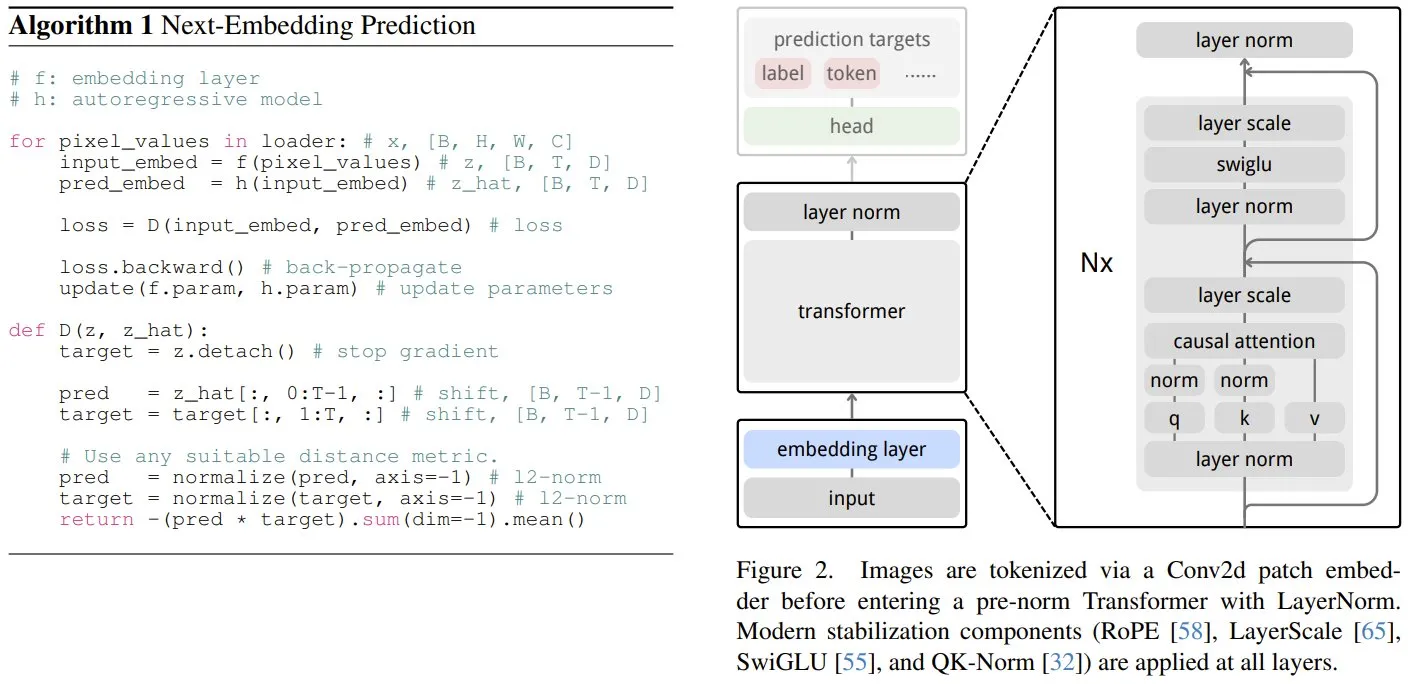 Algorithm 1 Next-Embedding Prediction
# f: embedding layer
# h: autoregressive model
for pixel_values in loader: # x, [B, H, W, C]
    input_embed = f(pixel_values) # z, [B, T, D]
    pred_embed  = h(input_embed) # z_hat, [B, T, D]
    loss = D(input_embed, pred_embed) # loss
    loss.backward() # back-propagate
    update(f.param, h.param) # update parameters
def D(z, z_hat):
    target = z.detach() # stop gradient
    pred   = z_hat[:, 0:T-1, :] # shift, [B, T-1, D]
    target = target[:, 1:T, :] # shift, [B, T-1, D]
    # Use any suitable distance metric.
    pred   = normalize(pred, axis=-1) # l2-norm
    target = normalize(target, axis=-1) # l2-norm
    return -(pred * target).sum(dim=-1).mean()
prediction targets
label token ......
head
layer norm
transformer
embedding layer
input
layer norm
layer scale
swiglu
layer norm
Nx
layer scale
causal attention
norm norm
q k v
layer norm
Figure 2. Images are tokenized via a Conv2d patch embed-
der before entering a pre-norm Transformer with LayerNorm.
Modern stabilization components (RoPE [58], LayerScale [65],
SwiGLU [55], and QK-Norm [32]) are applied at all layers.